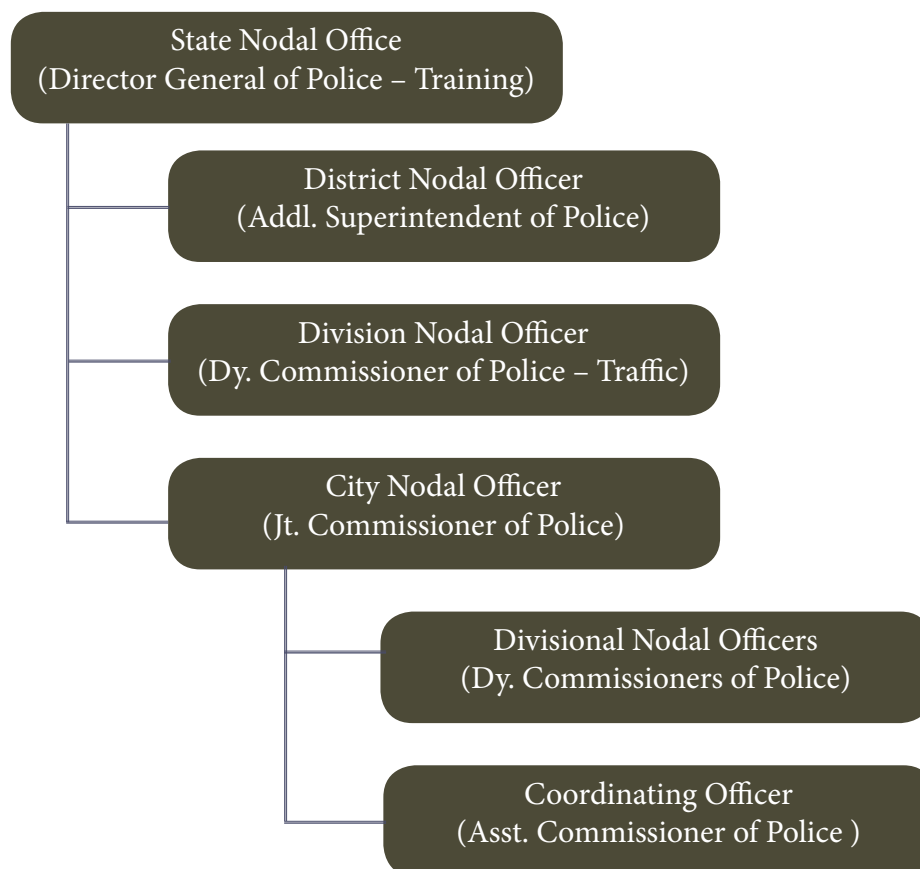 State Nodal Office
(Director General of Police – Training)
District Nodal Officer
(Addl. Superintendent of Police)
Division Nodal Officer
(Dy. Commissioner of Police – Traffic)
City Nodal Officer
(Jt. Commissioner of Police)
Divisional Nodal Officers
(Dy. Commissioners of Police)
Coordinating Officer
(Asst. Commissioner of Police )